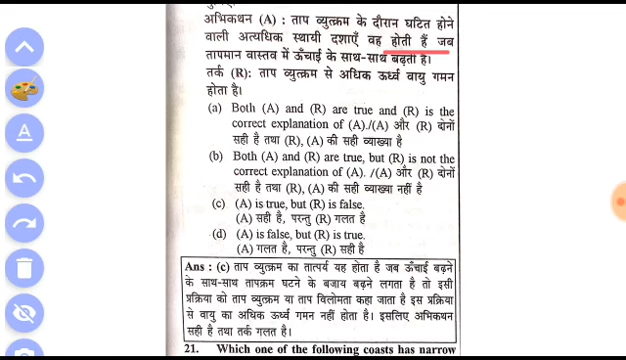 अभिकथन (A) : ताप व्युत्क्रम के दौरान घटित होने
वाली अत्यधिक स्थायी दशाएँ वह होती हैं जब
तापमान वास्तव में ऊँचाई के साथ-साथ बढ़ती है।
तर्क (R): ताप व्युत्क्रम से अधिक ऊर्ध्व वायु गमन
होता है।
(a) Both (A) and (R) are true and (R) is the
correct explanation of (A)./(A) और (R) दोनों
सही है तथा (R), (A) की सही व्याख्या है
(b) Both (A) and (R) are true, but (R) is not the
correct explanation of (A). /(A) और (R) दोनों
सही है तथा (R), (A) की सही व्याख्या नहीं है
(c) (A) is true, but (R) is false.
(A) सही है, परन्तु (R) गलत है
(d) (A) is false, but (R) is true.
(A) गलत है, परन्तु (R) सही है
Ans : (c) ताप व्युत्क्रम का तात्पर्य यह होता है जब ऊँचाई बढ़ने
के साथ-साथ तापक्रम घटने के बजाय बढ़ने लगता है तो इसी
प्रक्रिया को ताप व्युत्क्रम या ताप विलोमता कहा जाता है इस प्रक्रिया
से वायु का अधिक ऊर्ध्व गमन नहीं होता है। इसलिए अभिकथन
सही है तथा तर्क गलत है।
21. Which one of the following coasts has narrow
A